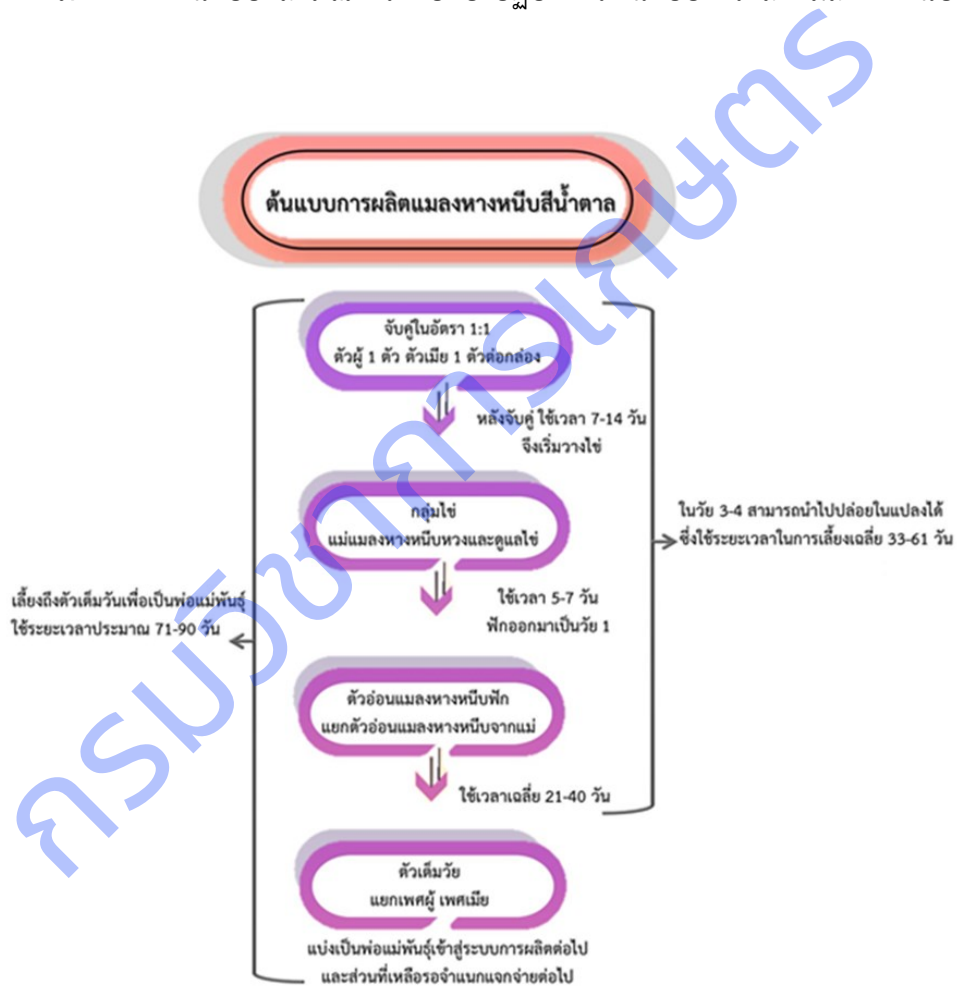 ต้นแบบการผลิตแมลงหางหนีบสีน้ำตาล
จับคู่ในอัตรา 1:1
ตัวผู้ 1 ตัว ตัวเมีย 1 ตัวต่อกล่อง
หลังจับคู่ ใช้เวลา 7-14 วัน
จึงเริ่มวางไข่
กลุ่มไข่
แม่แมลงหางหนีบหวงและดูแลไข่
ในวัย 3-4 สามารถนำไปปล่อยในแปลงได้
ซึ่งใช้ระยะเวลาในการเลี้ยงเฉลี่ย 33-61 วัน
ใช้เวลา 5-7 วัน
ฟักออกมาเป็นวัย 1
เลี้ยงถึงตัวเต็มวันเพื่อเป็นพ่อแม่พันธุ์
ใช้ระยะเวลาประมาณ 71-90 วัน
ตัวอ่อนแมลงหางหนีบฟัก
แยกตัวอ่อนแมลงหางหนีบจากแม่
ใช้เวลาเฉลี่ย 21-40 วัน
ตัวเต็มวัย
แยกเพศผู้ เพศเมีย
แบ่งเป็นพ่อแม่พันธุ์เข้าสู่ระบบการผลิตต่อไป
และส่วนที่เหลือรอจำแนกแจกจ่ายต่อไป
กรมวิชาการเกษตร